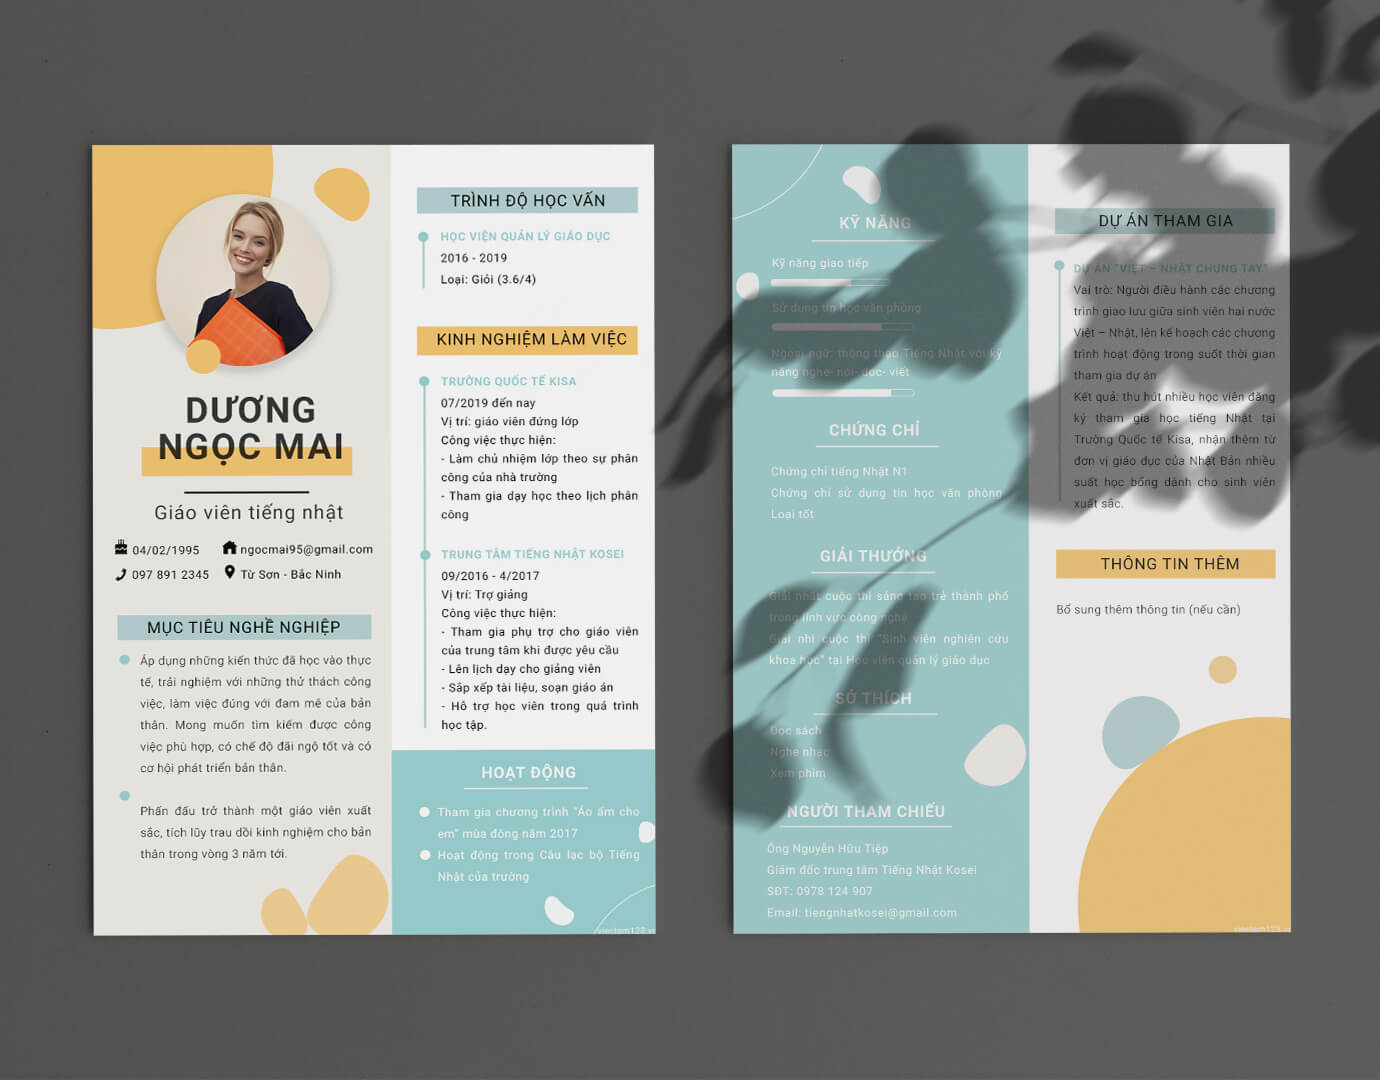 DƯƠNG
NGỌC MAI
Giáo viên tiếng nhật
04/02/1995
ngocmai95@gmail.com
097 891 2345
Từ Sơn - Bắc Ninh
MỤC TIÊU NGHỀ NGHIỆP
Áp dụng những kiến thức đã học vào thực
tế, trải nghiệm với những thử thách công
việc, làm việc đúng với đam mê của bản
thân. Mong muốn tìm kiếm được công
việc phù hợp, có chế độ đãi ngộ tốt và có
cơ hội phát triển bản thân.
Phấn đấu trở thành một giáo viên xuất
sắc, tích lũy trau dồi kinh nghiệm cho bản
thân trong vòng 3 năm tới.
TRÌNH ĐỘ HỌC VẤN
HỌC VIỆN QUẢN LÝ GIÁO DỤC
2016 - 2019
Loại: Giỏi (3.6/4)
KINH NGHIỆM LÀM VIỆC
TRƯỜNG QUỐC TẾ KISA
07/2019 đến nay
Vị trí: giáo viên đứng lớp
Công việc thực hiện:
- Làm chủ nhiệm lớp theo sự phân
công của nhà trường
- Tham gia dạy học theo lịch phân
công
TRUNG TÂM TIẾNG NHẬT KOSEI
09/2016 - 4/2017
Vị trí: Trợ giảng
Công việc thực hiện:
- Tham gia phụ trợ cho giáo viên
của trung tâm khi được yêu cầu
- Lên lịch dạy cho giảng viên
- Sắp xếp tài liệu, soạn giáo án
- Hỗ trợ học viên trong quá trình
học tập.
HOẠT ĐỘNG
Tham gia chương trình "Áo ấm cho
em" mùa đông năm 2017
Hoạt động trong Câu lạc bộ Tiếng
Nhật của trường
KỸ NĂNG
Kỹ năng giao tiếp
Sử dụng tin học văn phòng
Ngoại ngữ: thông thạo Tiếng Nhật với kỹ
năng nghe- nói- đọc- viết
CHỨNG CHỈ
Chứng chỉ tiếng Nhật N1
Chứng chỉ sử dụng tin học văn phòng
Loại tốt
GIẢI THƯỞNG
Giải nhất cuộc thi sáng tạo trẻ thành phố
trong lĩnh vực công nghệ
Giải nhì cuộc thi "Sinh viên nghiên cứu
khoa học" tại Học viện quản lý giáo dục
SỞ THÍCH
Đọc sách
Nghe nhạc
Xem phim
NGƯỜI THAM CHIẾU
Ông Nguyễn Hữu Tiệp
Giám đốc trung tâm Tiếng Nhật Kosei
SĐT: 0978 124 907
Email: tiengnhatkosei@gmail.com
DỰ ÁN THAM GIA
DỰ ÁN "VIỆT – NHẬT CHUNG TAY"
Vai trò: Người điều hành các chương
trình giao lưu giữa sinh viên hai nước
Việt – Nhật, lên kế hoạch các chương
trình hoạt động trong suốt thời gian
tham gia dự án
Kết quả: thu hút nhiều học viên đăng
ký tham gia học tiếng Nhật tại
Trường Quốc tế Kisa, nhận thêm từ
đơn vị giáo dục của Nhật Bản nhiều
suất học bổng dành cho sinh viên
xuất sắc.
THÔNG TIN THÊM
Bổ sung thêm thông tin (nếu cần)